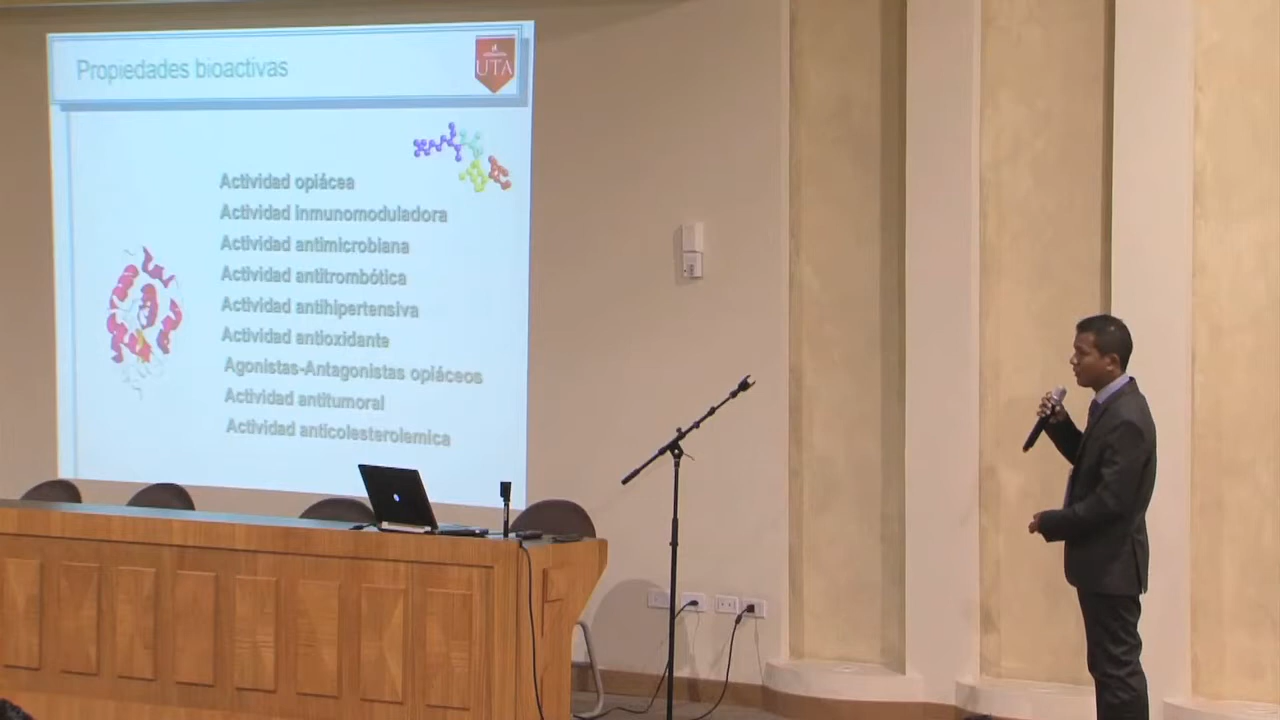 Propiedades bioactivas
UTA
Actividad opiácea
Actividad inmunomoduladora
Actividad antimicrobiana
Actividad antitrombótica
Actividad antihipertensiva
Actividad antioxidante
Agonistas-Antagonistas opiáceos
Actividad antitumoral
Actividad anticolesterolemica